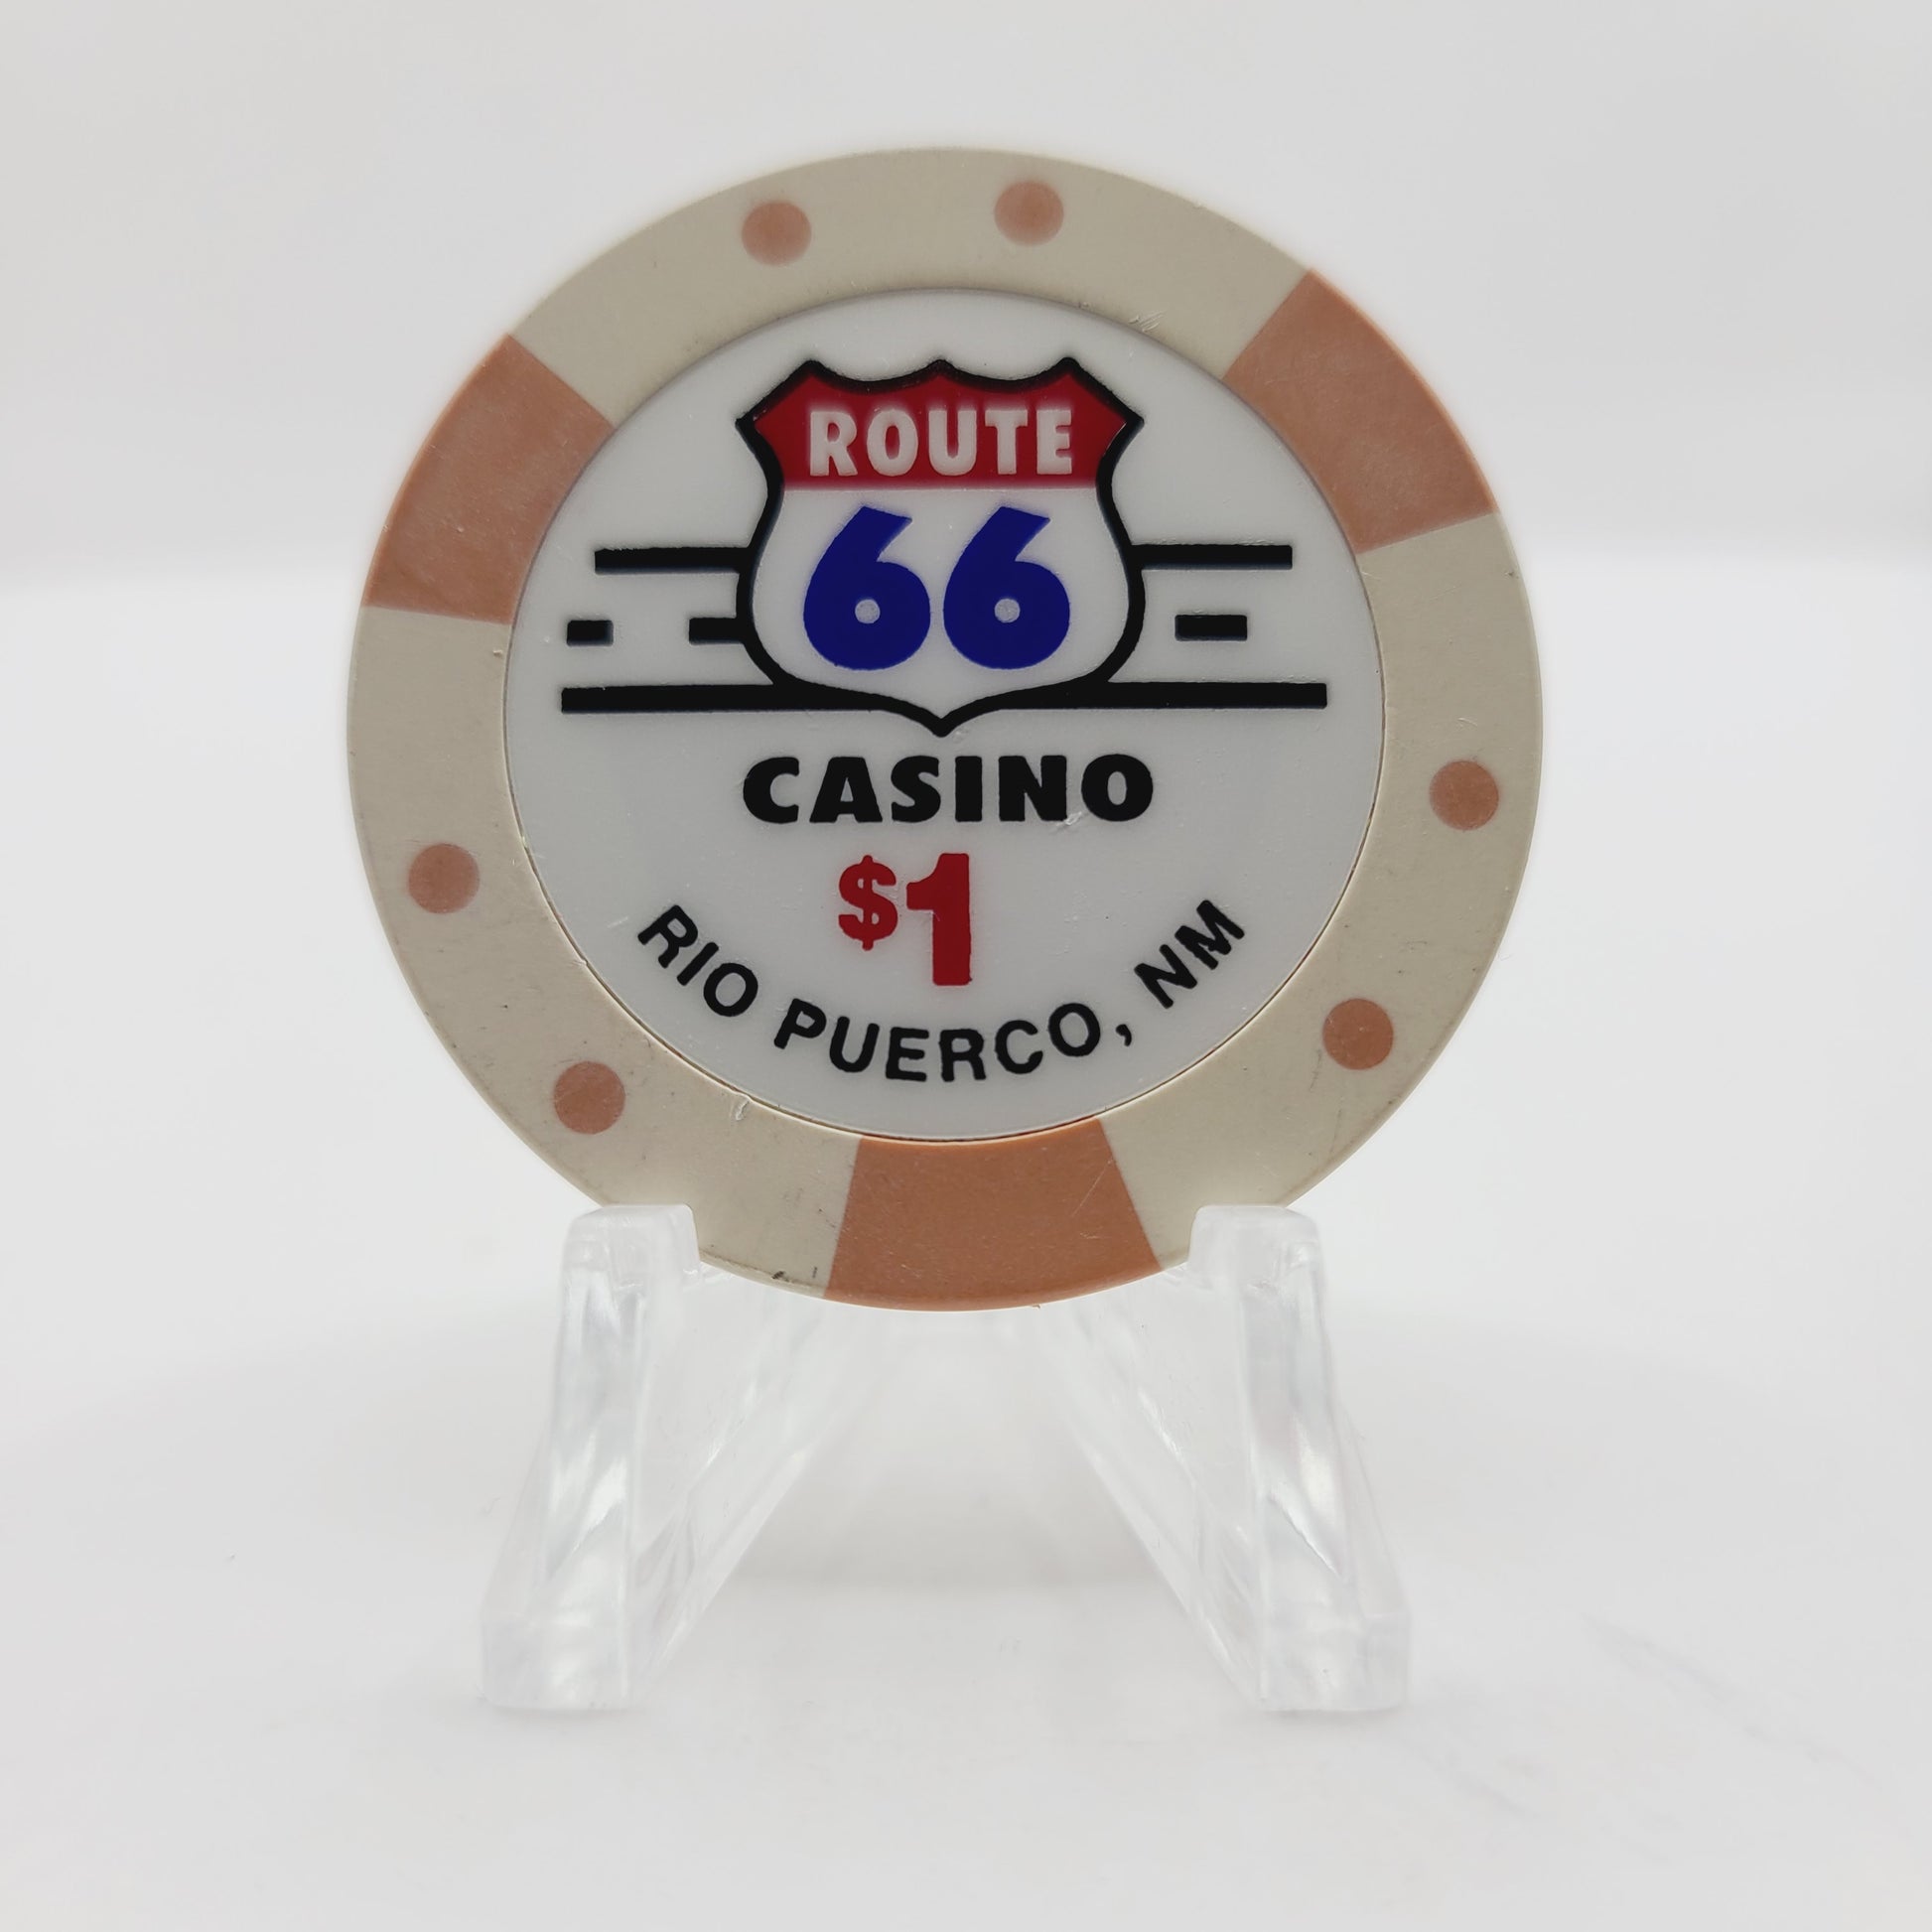 ROUTE
66
CASINO
$1
RIO PUERCO, NM